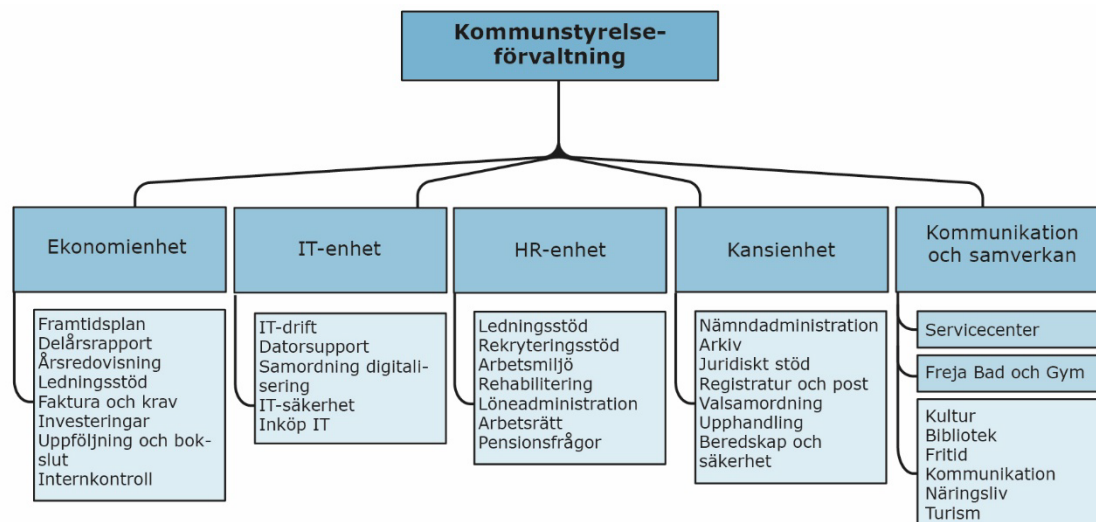 Kommunstyrelse-
förvaltning
Ekonomienhet
Framtidsplan
Delårsrapport
Årsredovisning
Ledningsstöd
Faktura och krav
Investeringar
Uppföljning och bok-
slut
Internkontroll
IT-enhet
IT-drift
Datorsupport
Samordning digitali-
sering
IT-säkerhet
Inköp IT
HR-enhet
Ledningsstöd
Rekryteringsstöd
Arbetsmiljö
Rehabilitering
Löneadministration
Arbetsrätt
Pensionsfrågor
Kansienhet
Nämndadministration
Arkiv
Juridiskt stöd
Registratur och post
Valsamordning
Upphandling
Beredskap och
säkerhet
Kommunikation
och samverkan
Servicecenter
Freja Bad och Gym
Kultur
Bibliotek
Fritid
Kommunikation
Näringsliv
Turism